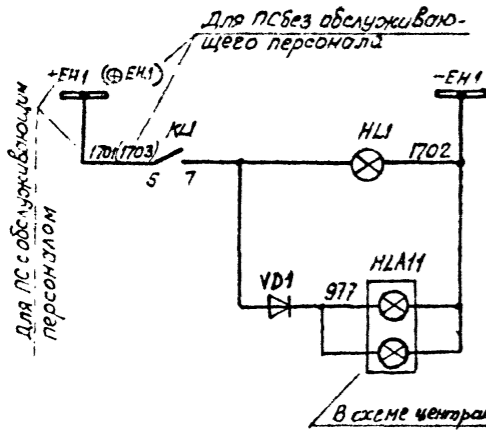 Для ПС без обслуживаю-
щего персонала
+ЕН1 (⊕ЕН1)
-ЕН1
КL1
1701(1703)
5 7
HL1
1702
Для ПС с обслуживающим
персоналом
VD1
977
HLA11
В схеме централ